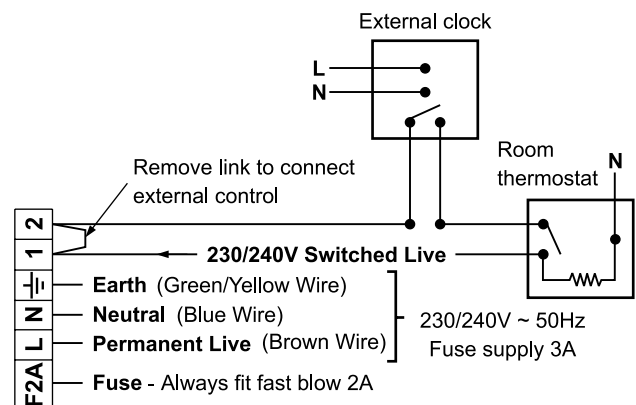 External clock
L
N
Room
thermostat
N
Remove link to connect
external control
2
1
230/240V Switched Live
Earth (Green/Yellow Wire)
N
Neutral (Blue Wire)
L
Permanent Live (Brown Wire)
230/240V ~ 50Hz
Fuse supply 3A
F2A
Fuse - Always fit fast blow 2A